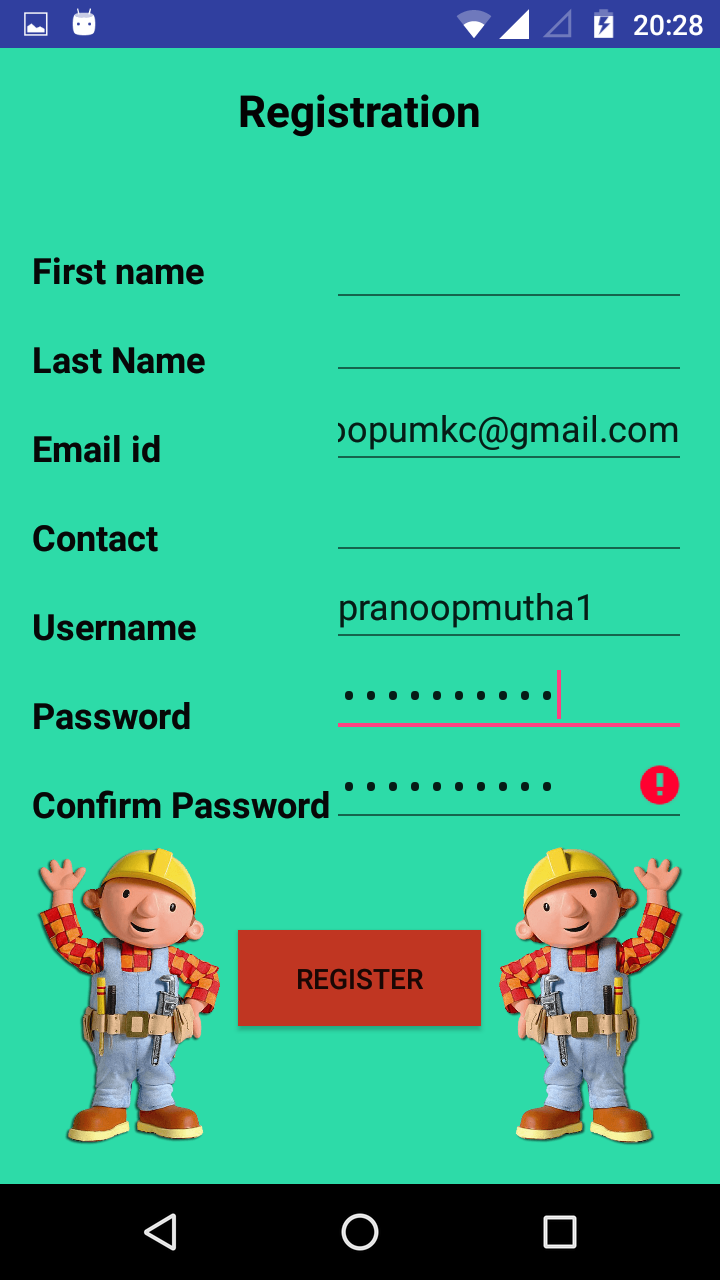 20:28
Registration
First name
Last Name
Email id oopumkc@gmail.com
Contact
Username pranoopmutha1
Password ••••••••••
Confirm Password ••••••••••
REGISTER